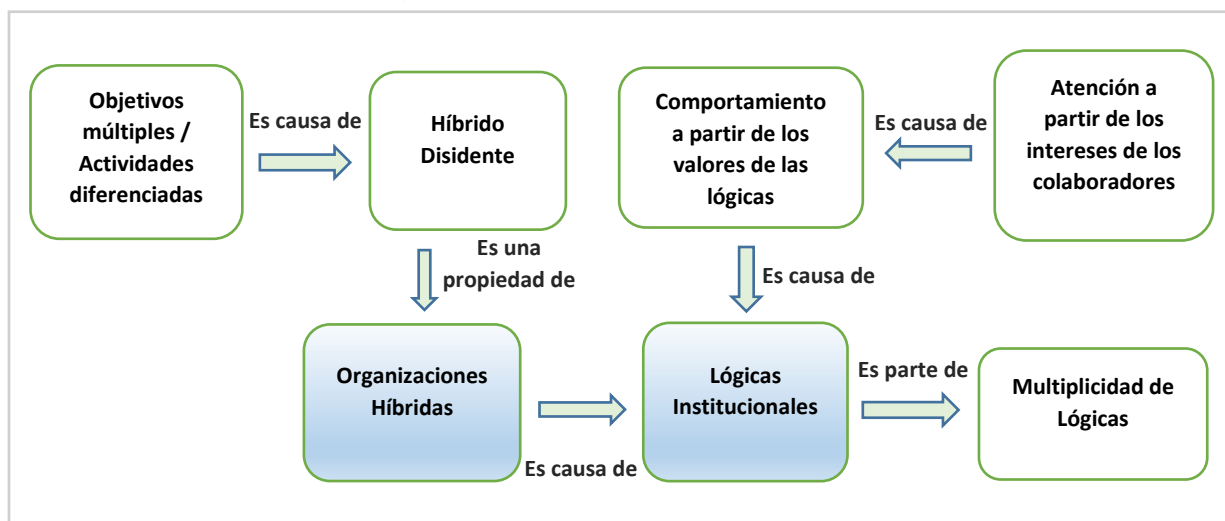 Objetivos
múltiples /
Actividades
diferenciadas
Es causa de
Híbrido
Disidente
Comportamiento
a partir de los
valores de las
lógicas
Es causa de
Atención a
partir de los
intereses de los
colaboradores
Es una
propiedad de
Es causa de
Organizaciones
Híbridas
Es causa de
Lógicas
Institucionales
Es parte de
Multiplicidad de
Lógicas